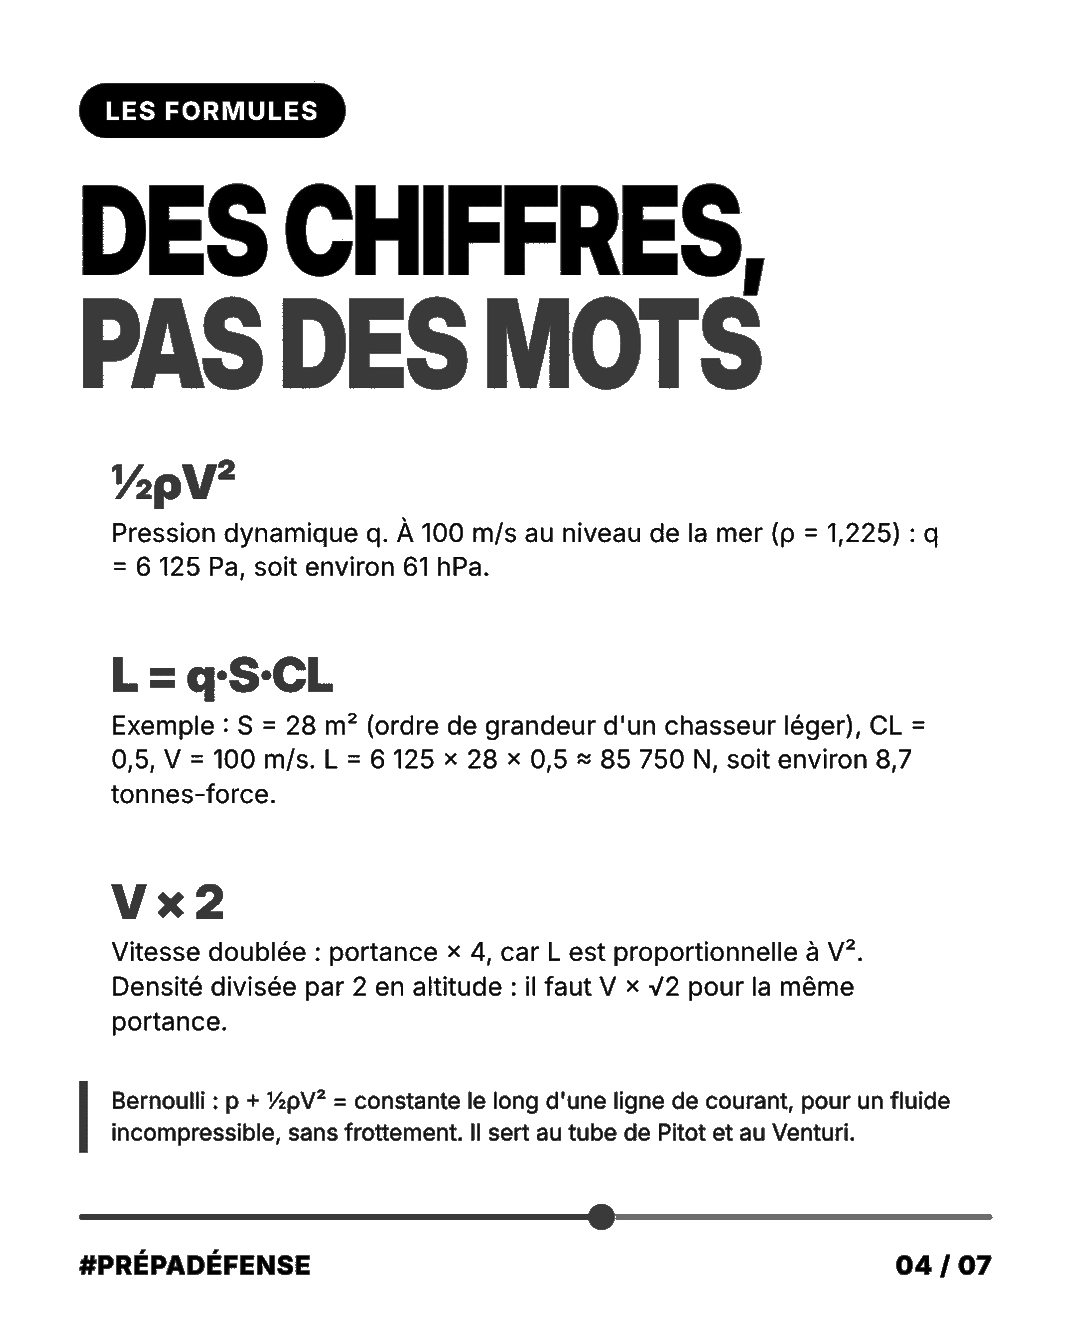 LES FORMULES
DES CHIFFRES,
PAS DES MOTS
½ρV²
Pression dynamique q. À 100 m/s au niveau de la mer (ρ = 1,225) : q
= 6 125 Pa, soit environ 61 hPa.
L = q·S·CL
Exemple : S = 28 m² (ordre de grandeur d'un chasseur léger), CL =
0,5, V = 100 m/s. L = 6 125 × 28 × 0,5 ≈ 85 750 N, soit environ 8,7
tonnes-force.
V × 2
Vitesse doublée : portance × 4, car L est proportionnelle à V².
Densité divisée par 2 en altitude : il faut V × √2 pour la même
portance.
Bernoulli : p + ½ρV² = constante le long d'une ligne de courant, pour un fluide
incompressible, sans frottement. Il sert au tube de Pitot et au Venturi.
#PRÉPADÉFENSE
04 / 07